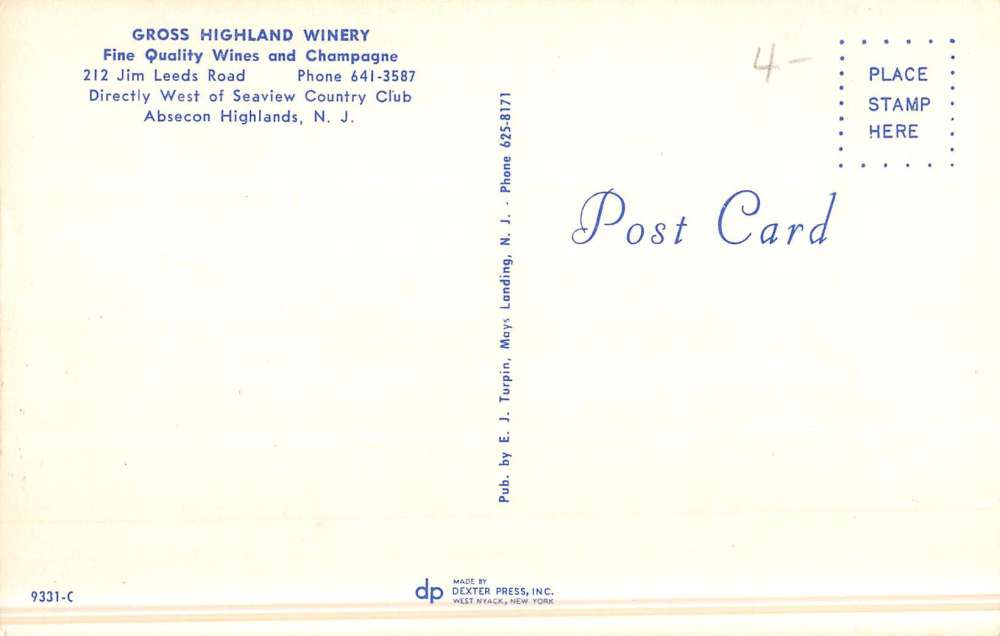 GROSS HIGHLAND WINERY
Fine Quality Wines and Champagne
212 Jim Leeds Road Phone 641-3587
Directly West of Seaview Country Club
Absecon Highlands, N. J.
4-
PLACE
STAMP
HERE
Post Card
Pub. by E. J. Turpin, Mays Landing, N. J. - Phone 625-8171
9331-C
dp
MADE BY
DEXTER PRESS, INC.
WEST NYACK, NEW YORK